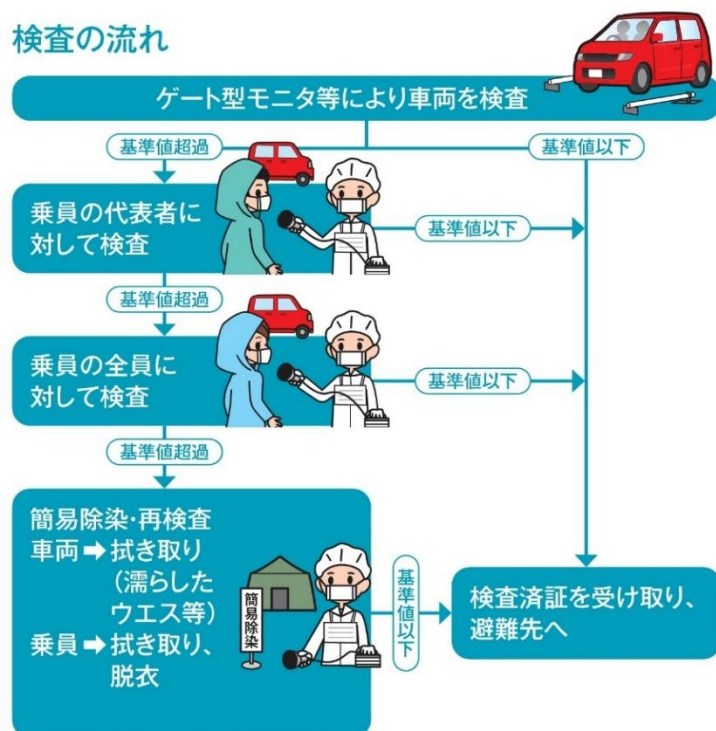 検査の流れ
ゲート型モニタ等により車両を検査
基準値超過
基準値以下
乗員の代表者に
対して検査
基準値以下
基準値超過
乗員の全員に
対して検査
基準値以下
基準値超過
簡易除染・再検査
車両➡拭き取り
（濡らした
ウエス等）
乗員➡拭き取り、
脱衣
簡易除染
基準値以下
検査済証を受け取り、
避難先へ